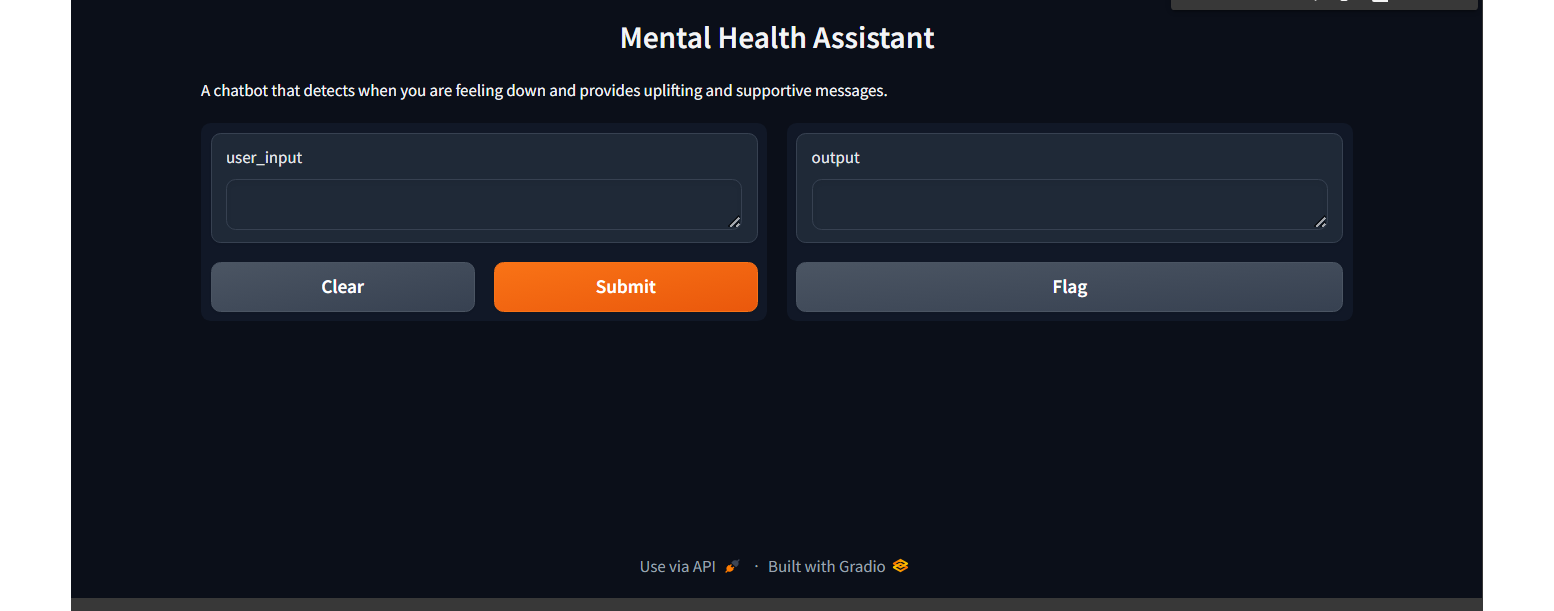 Mental Health Assistant
A chatbot that detects when you are feeling down and provides uplifting and supportive messages.
user_input
output
Clear
Submit
Flag
Use via API · Built with Gradio